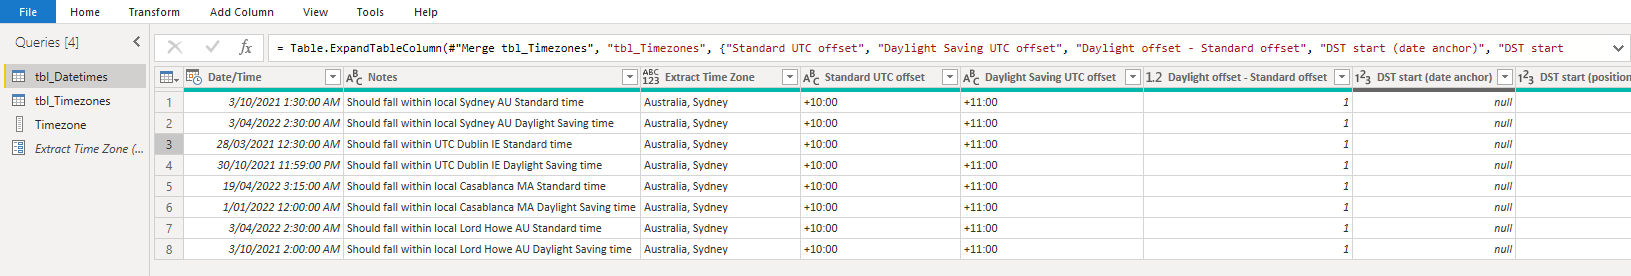 File Home Transform Add Column View Tools Help
Queries [4]
= Table.ExpandTableColumn(#"Merge tbl_Timezones", "tbl_Timezones", {"Standard UTC offset", "Daylight Saving UTC offset", "Daylight offset - Standard offset", "DST start (date anchor)", "DST start
tbl_Datetimes
tbl_Timezones
Timezone
Extract Time Zone (...
Date/Time ABC Notes ABC 123 Extract Time Zone ABC Standard UTC offset ABC Daylight Saving UTC offset 1.2 Daylight offset - Standard offset 123 DST start (date anchor) 123 DST start (position
1 3/10/2021 1:30:00 AM Should fall within local Sydney AU Standard time Australia, Sydney +10:00 +11:00 1 null
2 3/04/2022 2:30:00 AM Should fall within local Sydney AU Daylight Saving time Australia, Sydney +10:00 +11:00 1 null
3 28/03/2021 12:30:00 AM Should fall within UTC Dublin IE Standard time Australia, Sydney +10:00 +11:00 1 null
4 30/10/2021 11:59:00 PM Should fall within UTC Dublin IE Daylight Saving time Australia, Sydney +10:00 +11:00 1 null
5 19/04/2022 3:15:00 AM Should fall within local Casablanca MA Standard time Australia, Sydney +10:00 +11:00 1 null
6 1/01/2022 12:00:00 AM Should fall within local Casablanca MA Daylight Saving time Australia, Sydney +10:00 +11:00 1 null
7 3/04/2022 2:30:00 AM Should fall within local Lord Howe AU Standard time Australia, Sydney +10:00 +11:00 1 null
8 3/10/2021 2:00:00 AM Should fall within local Lord Howe AU Daylight Saving time Australia, Sydney +10:00 +11:00 1 null